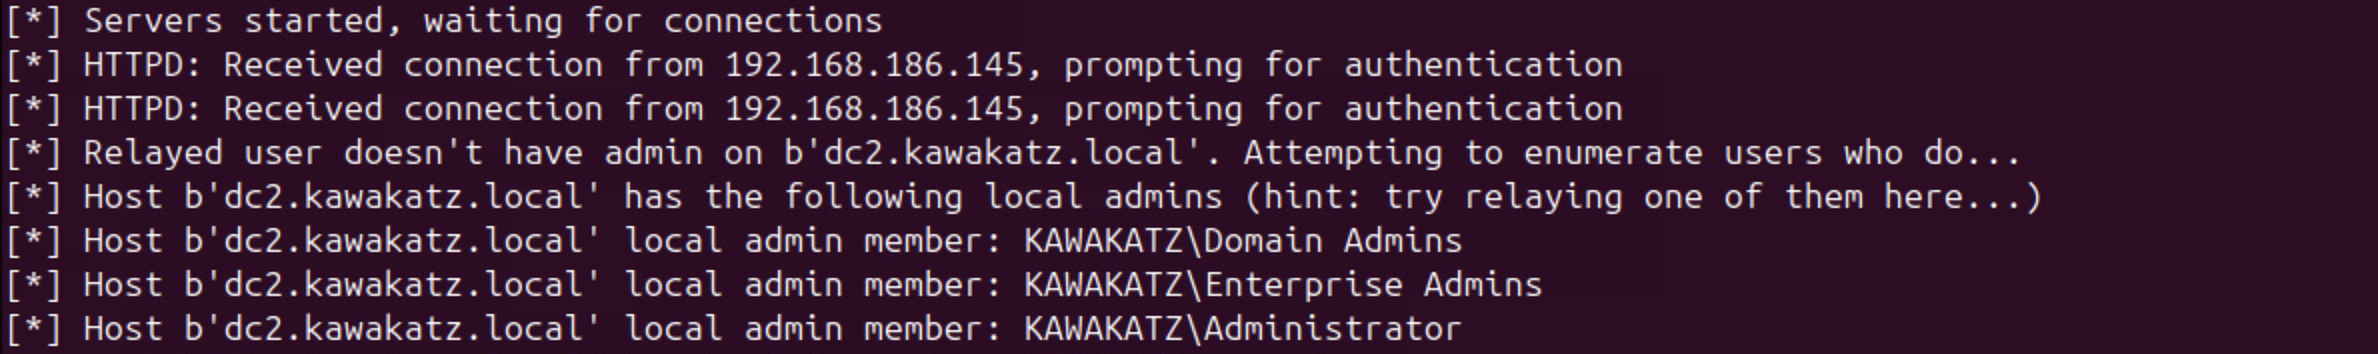 [*] Servers started, waiting for connections
[*] HTTPD: Received connection from 192.168.186.145, prompting for authentication
[*] HTTPD: Received connection from 192.168.186.145, prompting for authentication
[*] Relayed user doesn't have admin on b'dc2.kawakatz.local'. Attempting to enumerate users who do...
[*] Host b'dc2.kawakatz.local' has the following local admins (hint: try relaying one of them here...)
[*] Host b'dc2.kawakatz.local' local admin member: KAWAKATZ\Domain Admins
[*] Host b'dc2.kawakatz.local' local admin member: KAWAKATZ\Enterprise Admins
[*] Host b'dc2.kawakatz.local' local admin member: KAWAKATZ\Administrator